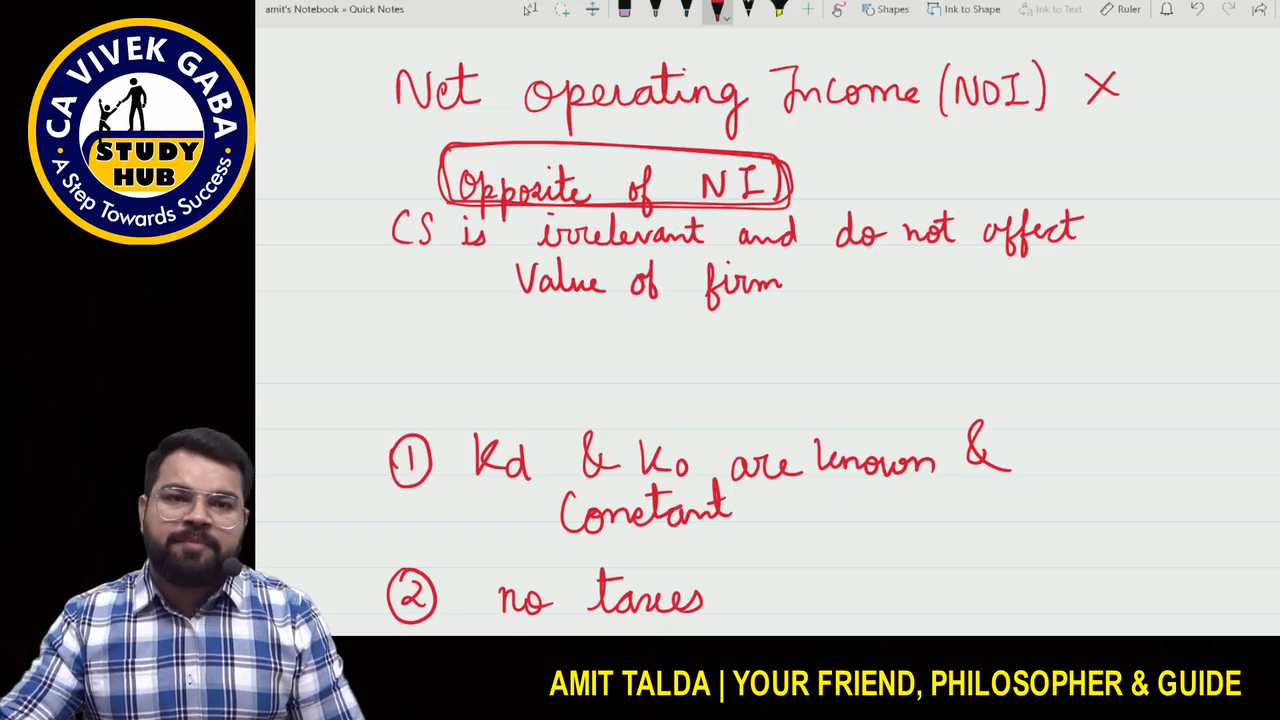 amit's Notebook » Quick Notes
Shapes
Ink to Shape
Ink to Text
Ruler
CA VIVEK GABA
STUDY
HUB
· A Step Towards Success ·
Net operating Income (NOI) ×
Opposite of NI
CS is irrelevant and do not affect
Value of firm
① Kd & Ko are known &
Constant
② no taxes
AMIT TALDA | YOUR FRIEND, PHILOSOPHER & GUIDE